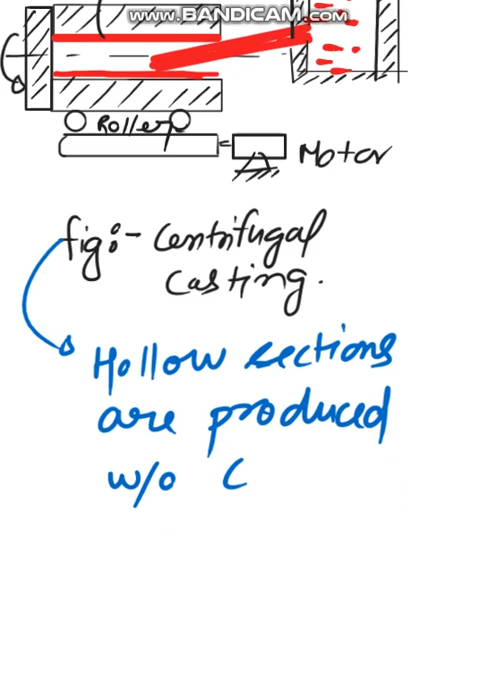 www.BANDICAM.com
Roller
Motor
fig:- Centrifugal
Casting.
Hollow sections
are produced
w/o C